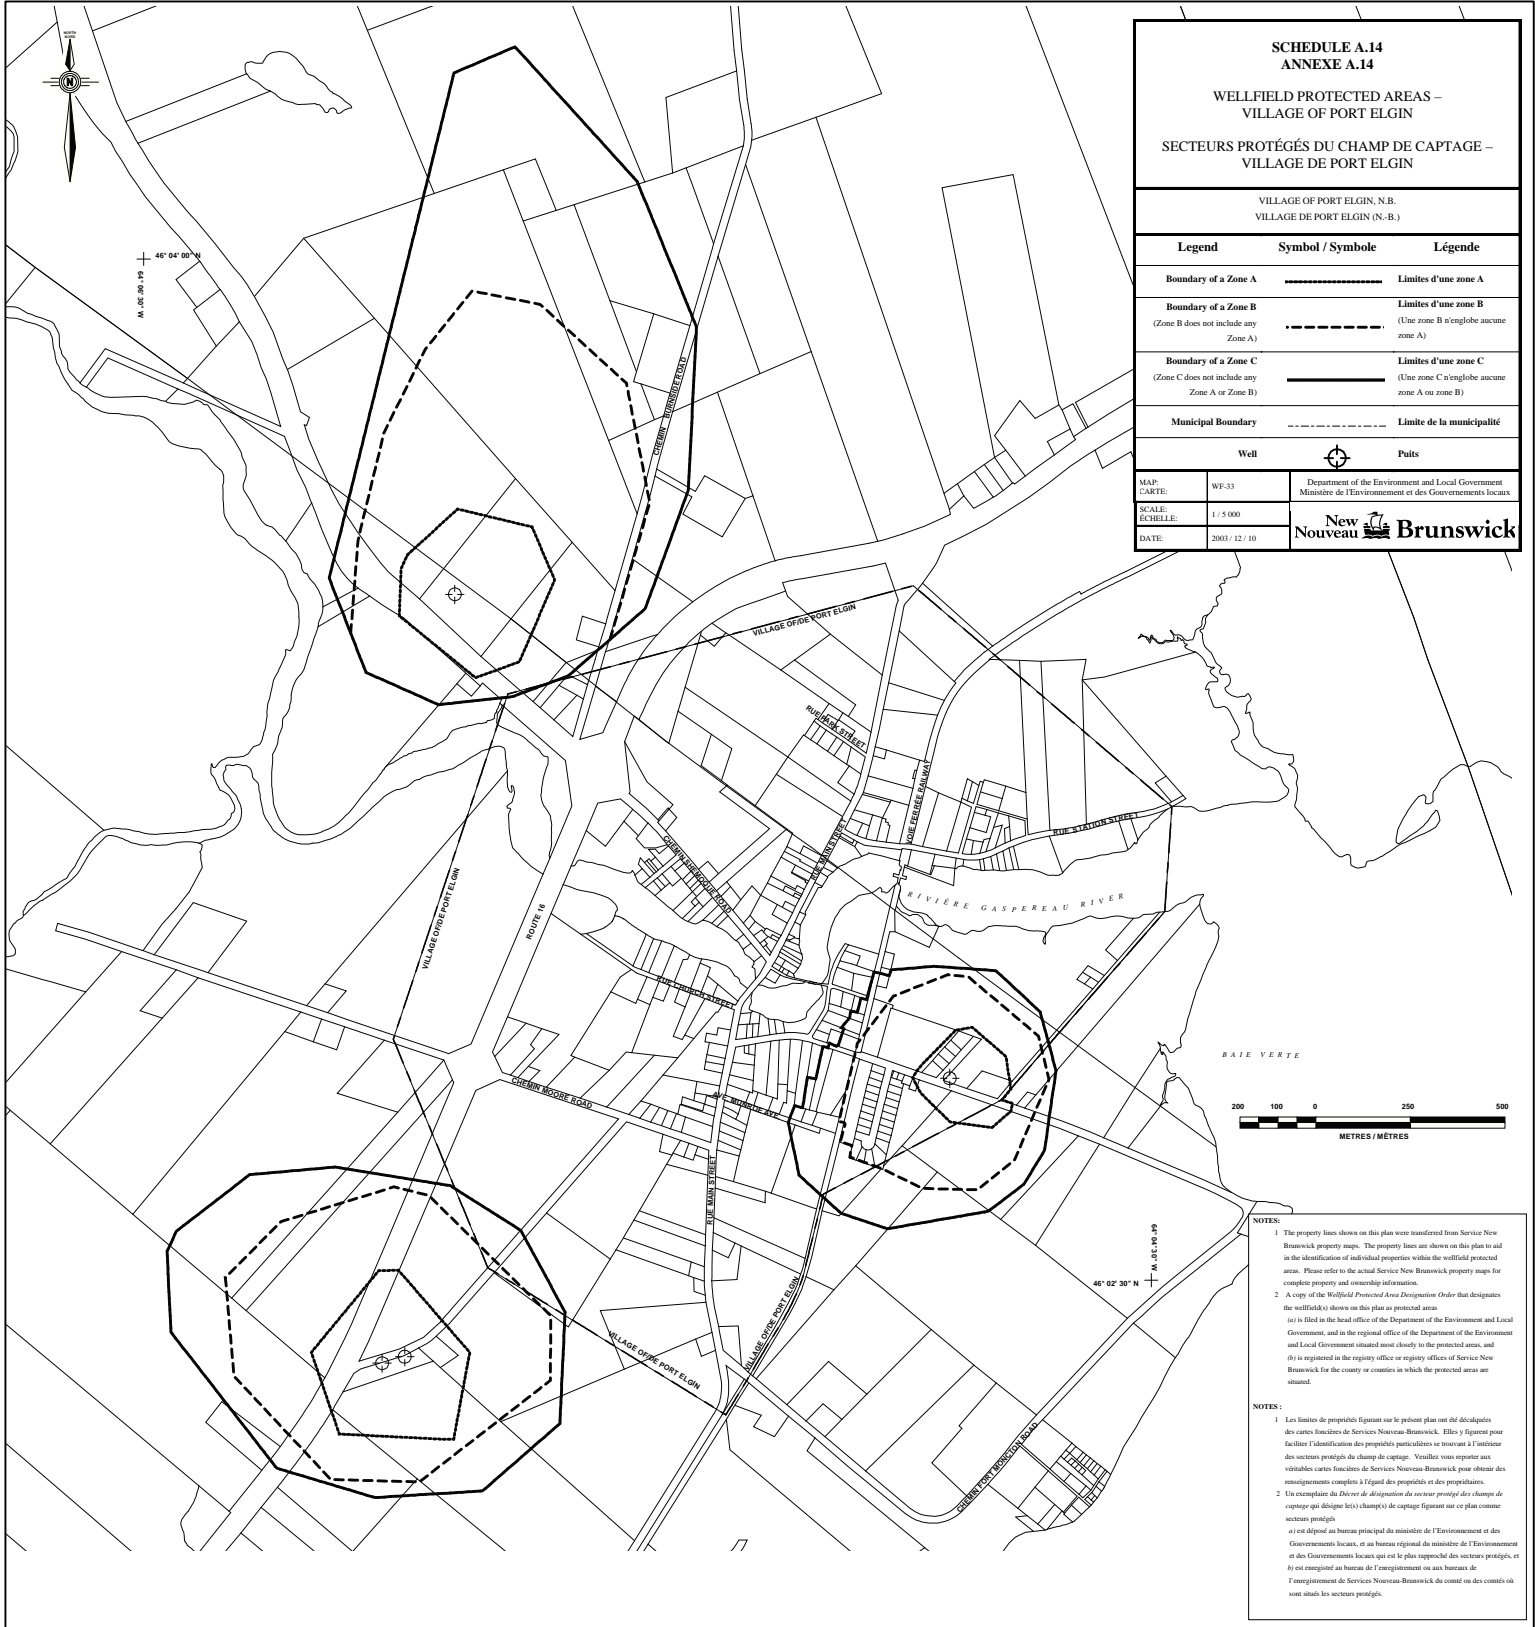 NORTH
NORD
N
SCHEDULE A.14
ANNEXE A.14
WELLFIELD PROTECTED AREAS –
VILLAGE OF PORT ELGIN
SECTEURS PROTÉGÉS DU CHAMP DE CAPTAGE –
VILLAGE DE PORT ELGIN
VILLAGE OF PORT ELGIN, N.B.
VILLAGE DE PORT ELGIN (N.-B.)
Legend Symbol / Symbole Légende
Boundary of a Zone A Limites d'une zone A
Boundary of a Zone B Limites d'une zone B
(Zone B does not include any (Une zone B n'englobe aucune
Zone A) zone A)
Boundary of a Zone C Limites d'une zone C
(Zone C does not include any (Une zone C n'englobe aucune
Zone A or Zone B) zone A ou zone B)
Municipal Boundary Limite de la municipalité
Well Puits
MAP:
CARTE: WF-33
Department of the Environment and Local Government
Ministère de l'Environnement et des Gouvernements locaux
SCALE:
ÉCHELLE: 1 / 5 000
DATE: 2003 / 12 / 10
New
Nouveau Brunswick
46° 04' 00" N
64° 06' 30" W
CHEMIN BURNSIDE ROAD
VILLAGE OF/DE PORT ELGIN
RUE PARK STREET
VOIE FERRÉE RAILWAY
RUE STATION STREET
RUE MAIN STREET
CHEMIN SHEMOGUE ROAD
RIVIÈRE GASPEREAU RIVER
VILLAGE OF/DE PORT ELGIN
ROUTE 16
RUE CHURCH STREET
CHEMIN MOORE ROAD
AVE MUNROE AVE
BAIE VERTE
200 100 0 250 500
METRES / MÈTRES
RUE MAIN STREET
64° 04' 30" W
46° 02' 30" N
VILLAGE OF/DE PORT ELGIN
VILLAGE OF/DE PORT ELGIN
CHEMIN FORT MONCTON ROAD
NOTES:
1 The property lines shown on this plan were transferred from Service New
Brunswick property maps. The property lines are shown on this plan to aid
in the identification of individual properties within the wellfield protected
areas. Please refer to the actual Service New Brunswick property maps for
complete property and ownership information.
2 A copy of the Wellfield Protected Area Designation Order that designates
the wellfield(s) shown on this plan as protected areas
(a) is filed in the head office of the Department of the Environment and Local
Government, and in the regional office of the Department of the Environment
and Local Government situated most closely to the protected areas, and
(b) is registered in the registry office or registry offices of Service New
Brunswick for the county or counties in which the protected areas are
situated.
NOTES :
1 Les limites de propriétés figurant sur le présent plan ont été décalquées
des cartes foncières de Services Nouveau-Brunswick. Elles y figurent pour
faciliter l'identification des propriétés particulières se trouvant à l'intérieur
des secteurs protégés du champ de captage. Veuillez vous reporter aux
véritables cartes foncières de Services Nouveau-Brunswick pour obtenir des
renseignements complets à l'égard des propriétés et des propriétaires.
2 Un exemplaire du Décret de désignation du secteur protégé des champs de
captage qui désigne le(s) champ(s) de captage figurant sur ce plan comme
secteurs protégés
a) est déposé au bureau principal du ministère de l'Environnement et des
Gouvernements locaux, et au bureau régional du ministère de l'Environnement
et des Gouvernements locaux qui est le plus rapproché des secteurs protégés, et
b) est enregistré au bureau de l'enregistrement ou aux bureaux de
l'enregistrement de Services Nouveau-Brunswick du comté ou des comtés où
sont situés les secteurs protégés.